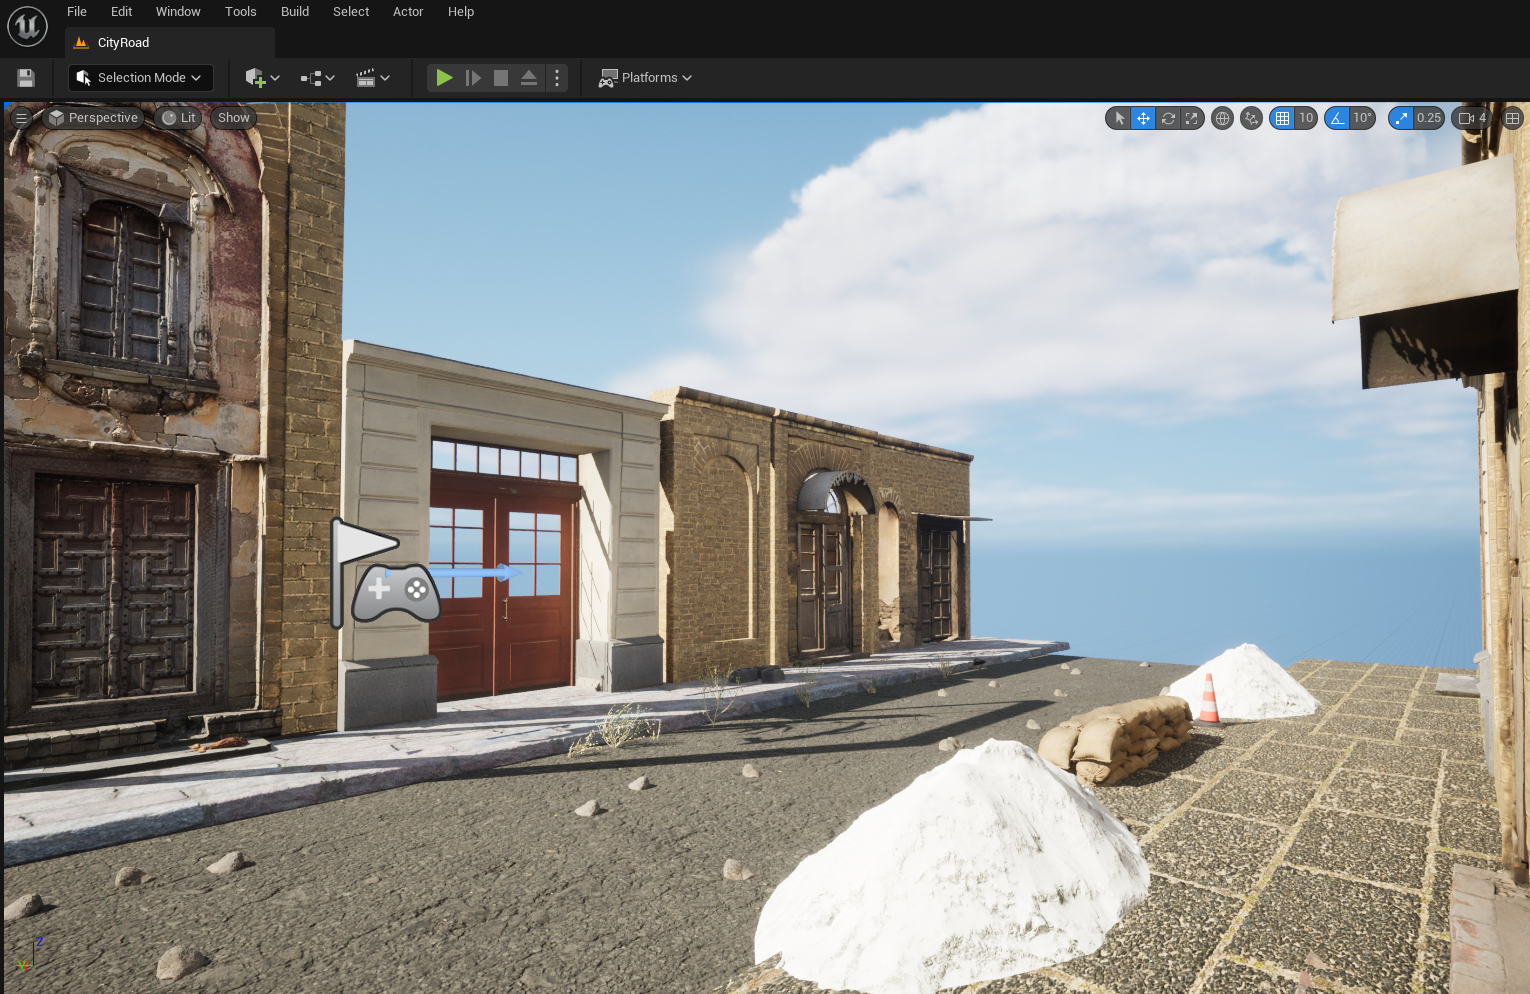 File Edit Window Tools Build Select Actor Help
CityRoad
Selection Mode Platforms
Perspective Lit Show 10 10° 0.25 4
Z